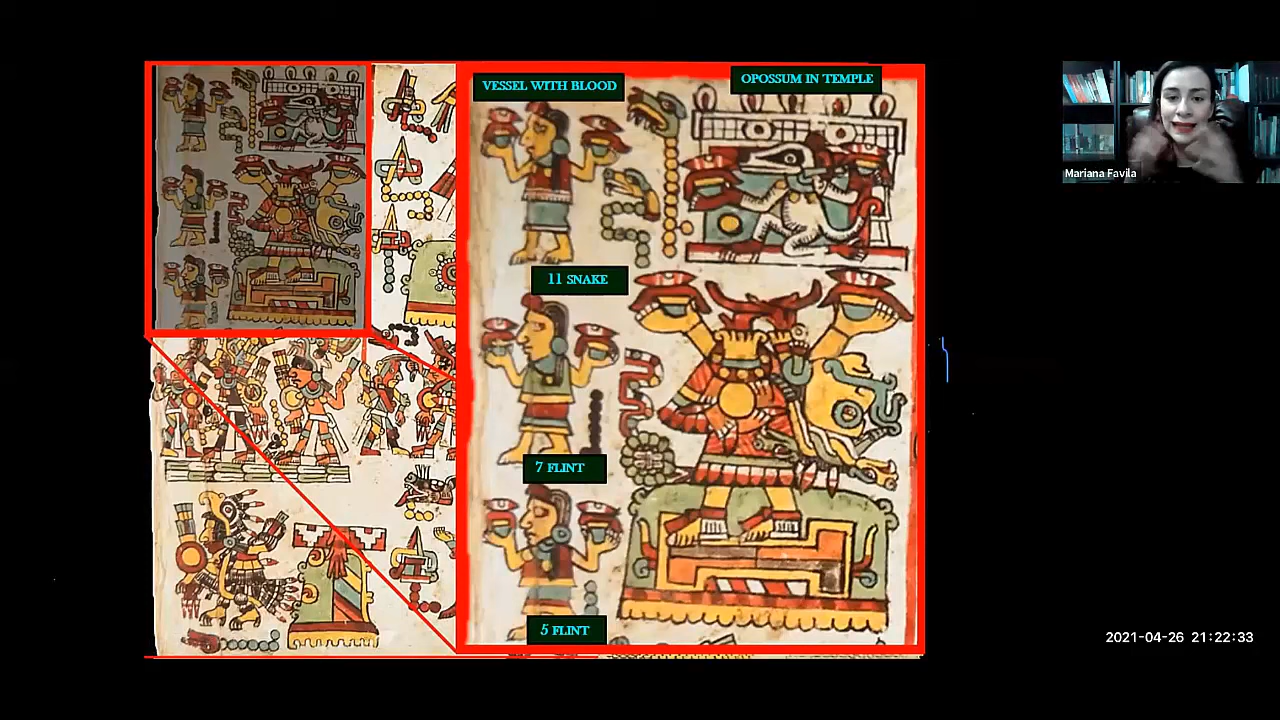 VESSEL WITH BLOOD
OPOSSUM IN TEMPLE
11 SNAKE
7 FLINT
5 FLINT
Mariana Favila
2021-04-26 21:22:33